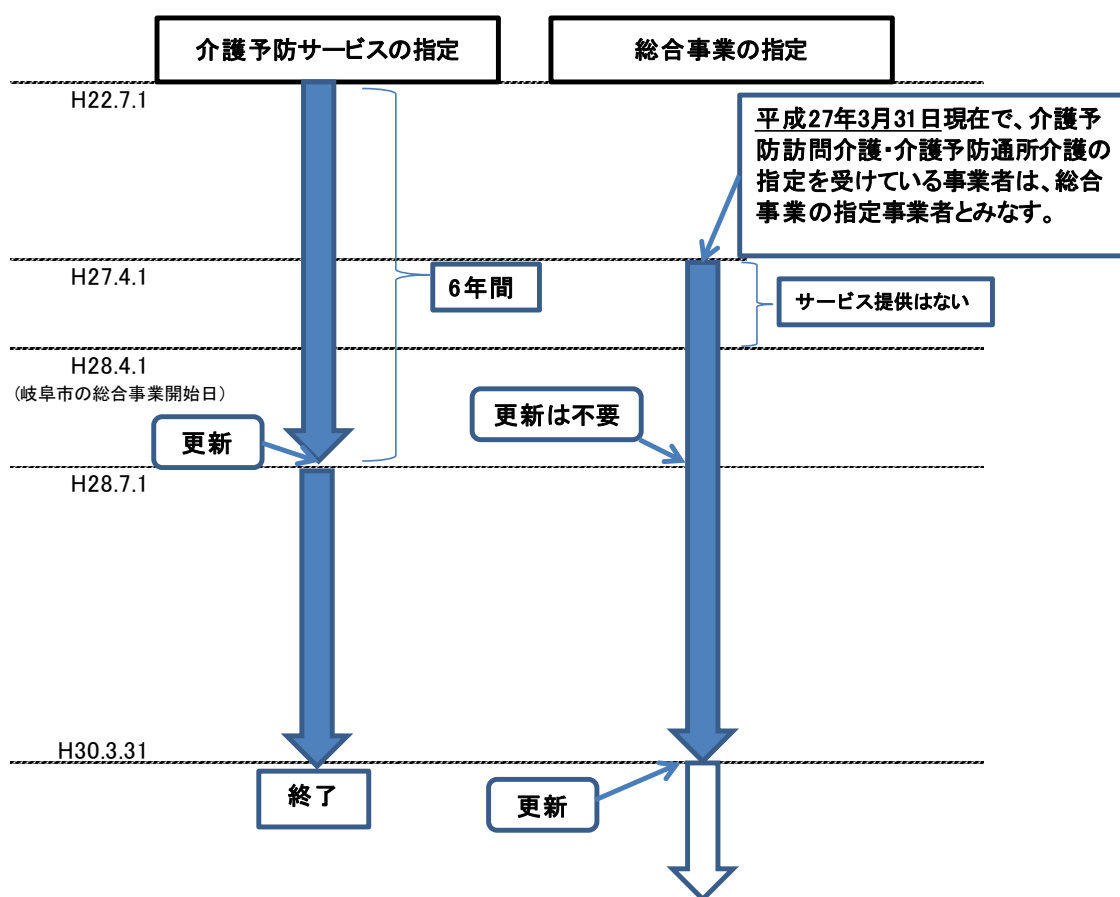 介護予防サービスの指定
総合事業の指定
H22.7.1
平成27年3月31日現在で、介護予
防訪問介護・介護予防通所介護の
指定を受けている事業者は、総合
事業の指定事業者とみなす。
H27.4.1
6年間
サービス提供はない
H28.4.1
(岐阜市の総合事業開始日)
更新
更新は不要
H28.7.1
H30.3.31
終了
更新